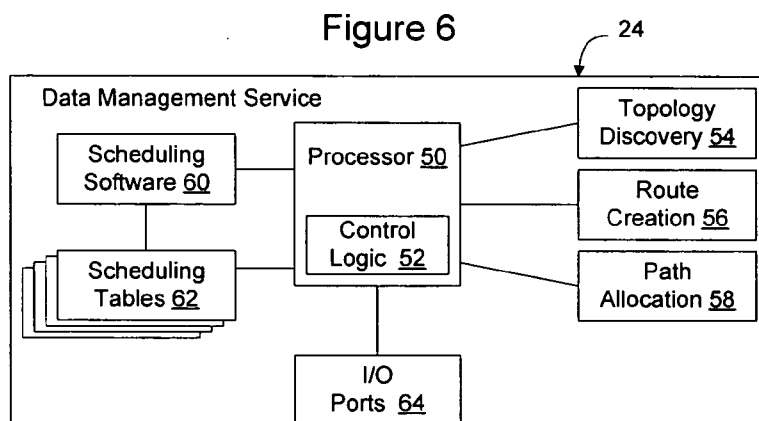 Figure 6
24
Data Management Service
Scheduling
Software 60
Scheduling
Tables 62
Processor 50
Control
Logic 52
I/O
Ports 64
Topology
Discovery 54
Route
Creation 56
Path
Allocation 58